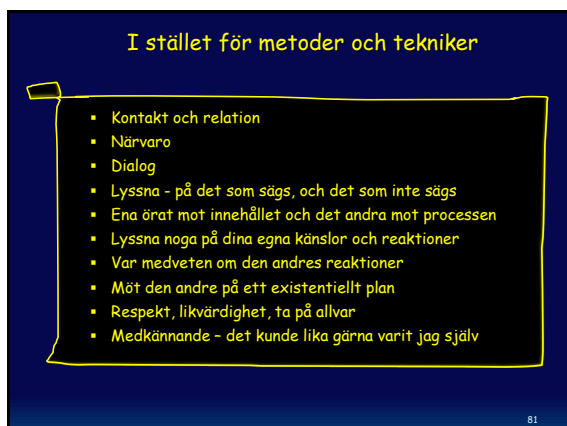 I stället för metoder och tekniker
▪ Kontakt och relation
▪ Närvaro
▪ Dialog
▪ Lyssna - på det som sägs, och det som inte sägs
▪ Ena örat mot innehållet och det andra mot processen
▪ Lyssna noga på dina egna känslor och reaktioner
▪ Var medveten om den andres reaktioner
▪ Möt den andre på ett existentiellt plan
▪ Respekt, likvärdighet, ta på allvar
▪ Medkännande – det kunde lika gärna varit jag själv
81